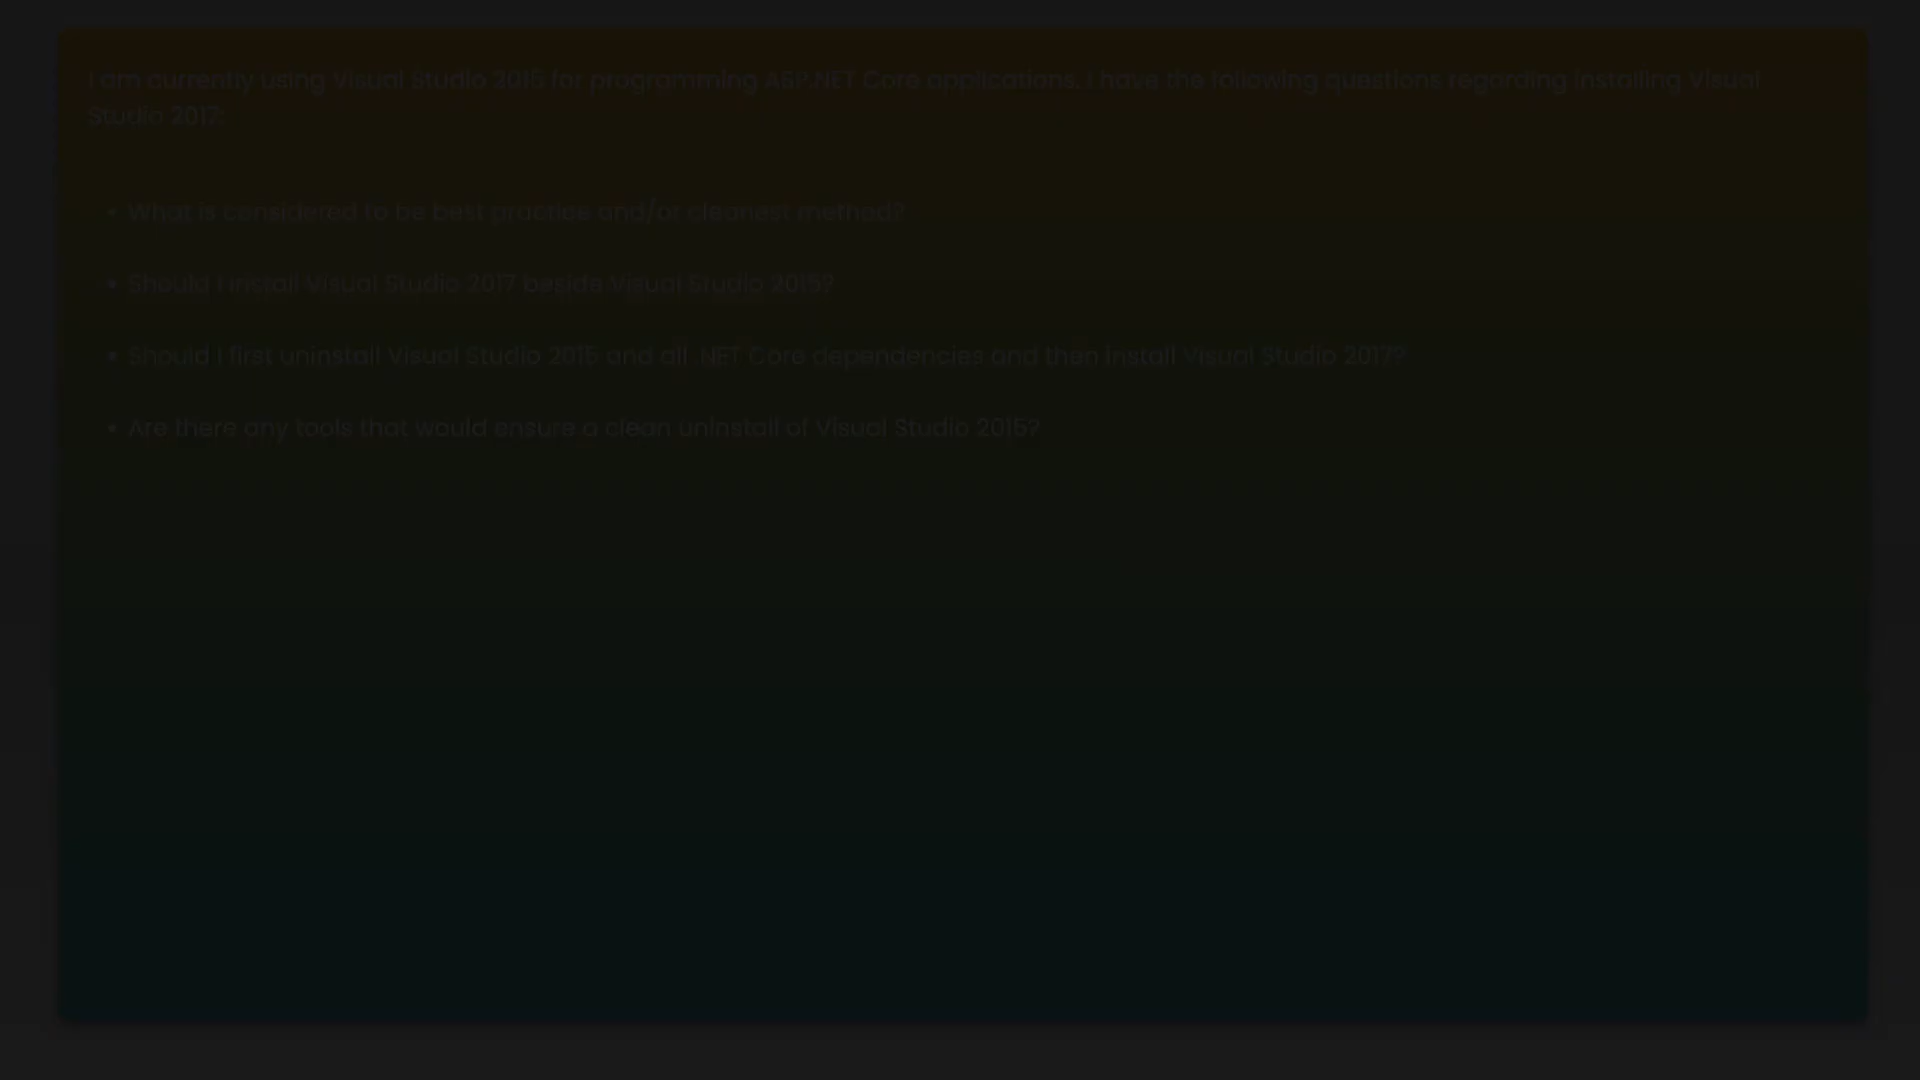 I am currently using Visual Studio 2015 for programming ASP.NET Core applications. I have the following questions regarding installing Visual
Studio 2017:
• What is considered to be best practice and/or cleanest method?
• Should I install Visual Studio 2017 beside Visual Studio 2015?
• Should I first uninstall Visual Studio 2015 and all .NET Core dependencies and then install Visual Studio 2017?
• Are there any tools that would ensure a clean uninstall of Visual Studio 2015?